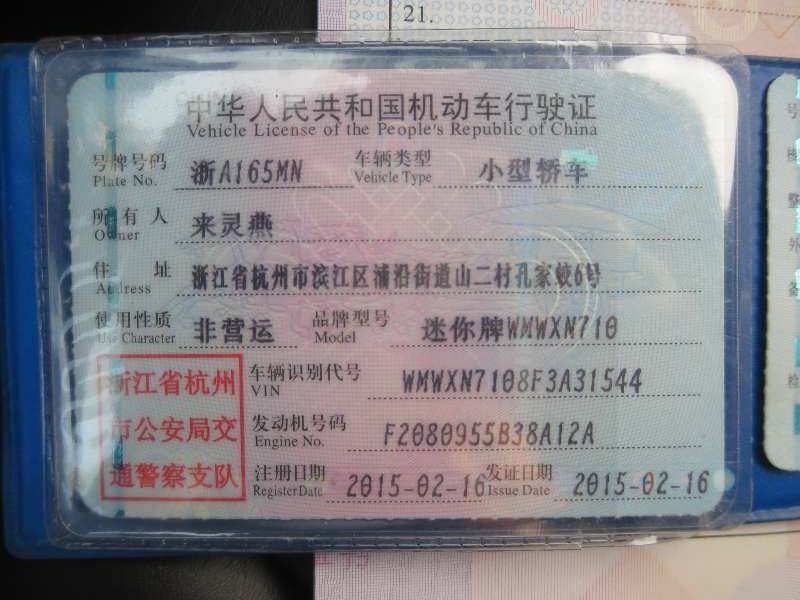 21.
中华人民共和国机动车行驶证
Vehicle License of the People's Republic of China
号牌号码 浙A165MN 车辆类型 小型轿车
Plate No. Vehicle Type
所有人 来灵燕
Owner
住址 浙江省杭州市滨江区浦沿街道山二村孔家蛟6号
Address
使用性质 非营运 品牌型号 迷你牌WMWXN710
Use Character Model
浙江省杭州 车辆识别代号 WMWXN7108F3A31544
VIN
市公安局交 发动机号码 F2080955B38A12A
Engine No.
通警察支队 注册日期 2015-02-16 发证日期 2015-02-16
Register Date Issue Date